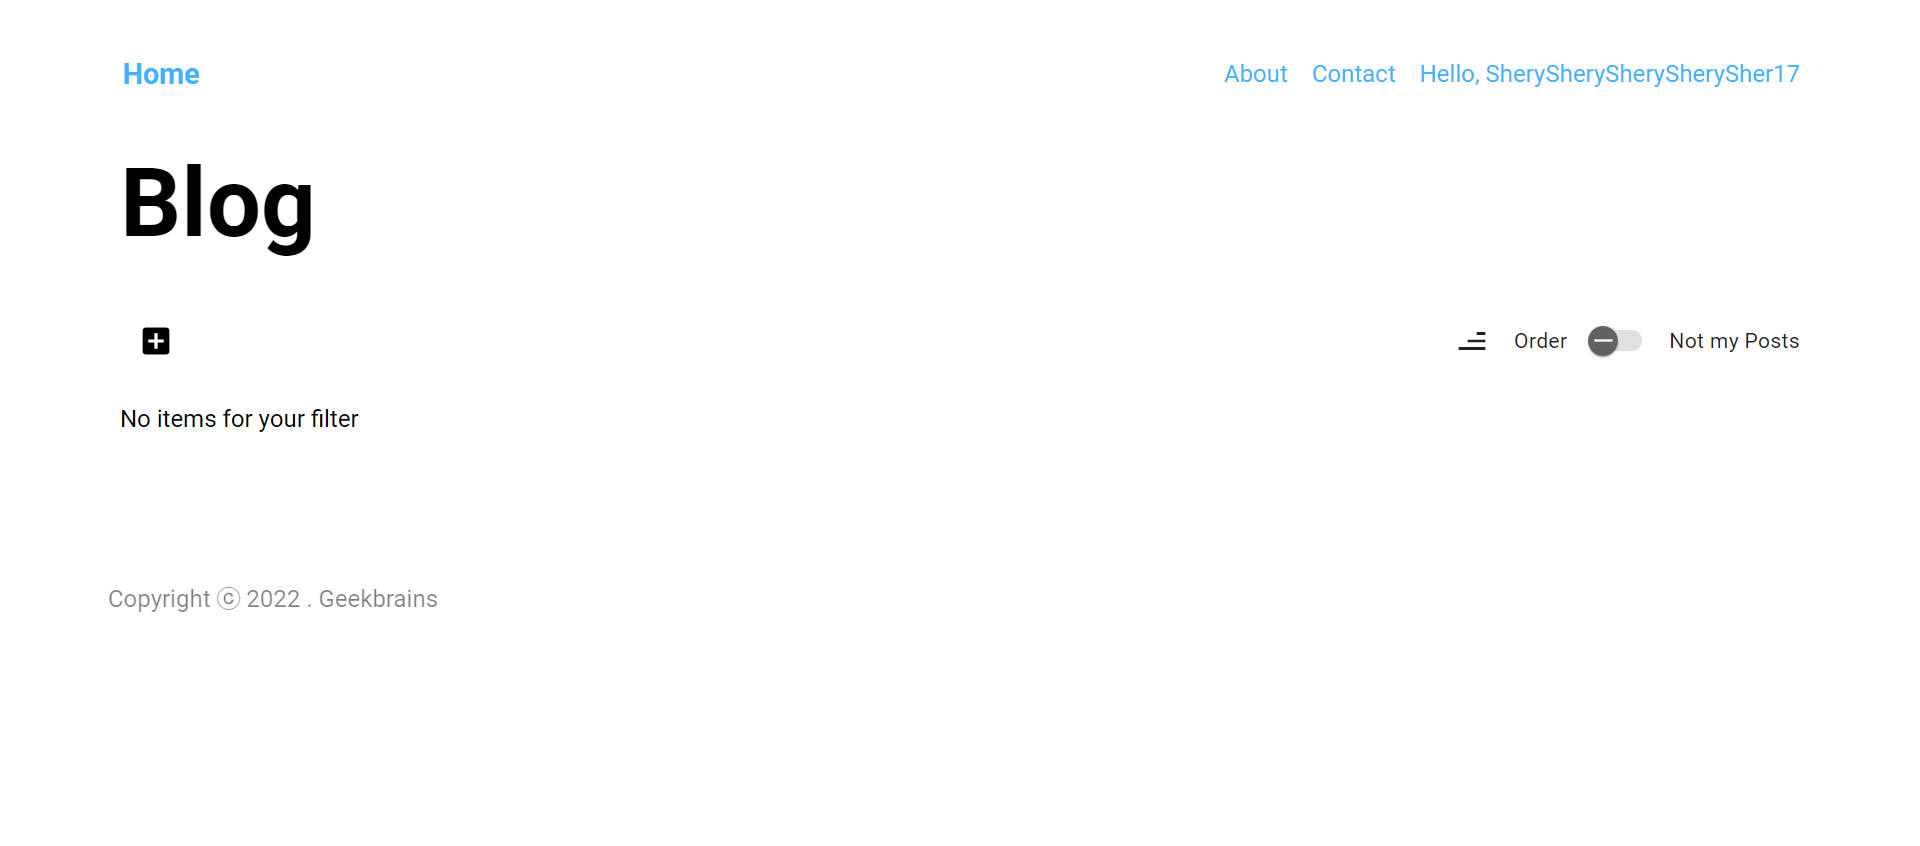 Home About Contact Hello, SherySherySherySherySher17
Blog
Order Not my Posts
No items for your filter
Copyright ⓒ 2022 . Geekbrains